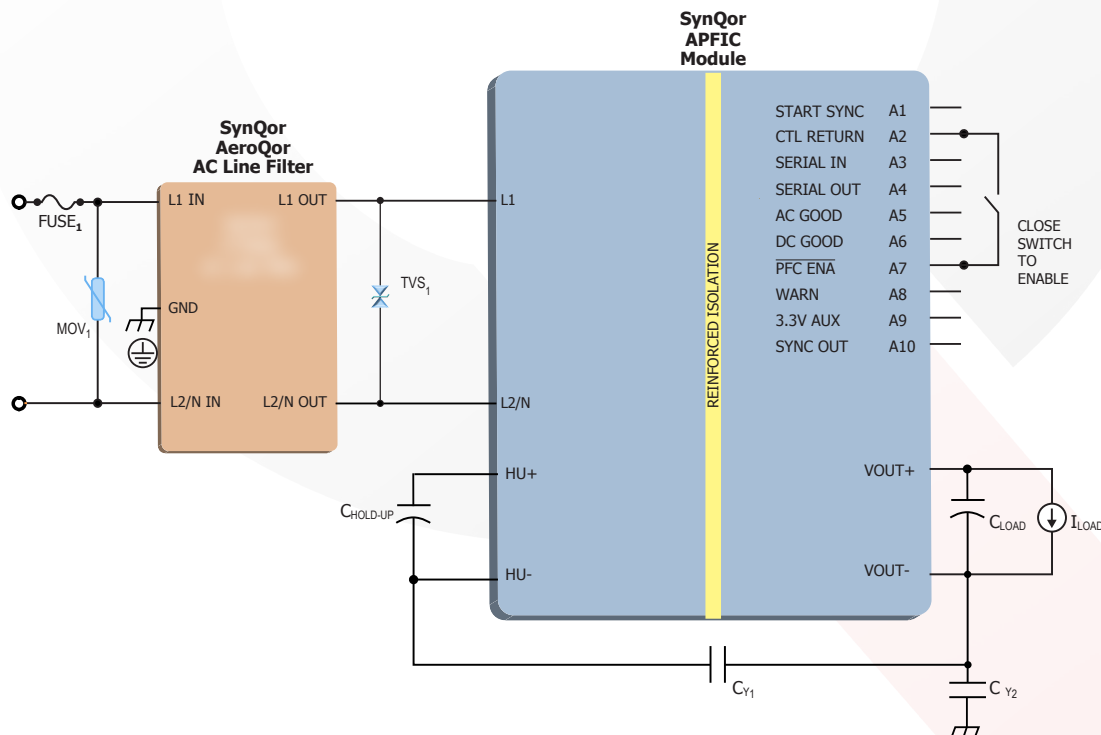 SynQor
APFIC
Module
SynQor
AeroQor
AC Line Filter
START SYNC A1
CTL RETURN A2
SERIAL IN A3
SERIAL OUT A4
AC GOOD A5
DC GOOD A6
PFC ENA A7
WARN A8
3.3V AUX A9
SYNC OUT A10
CLOSE
SWITCH
TO
ENABLE
FUSE1
L1 IN L1 OUT
L1
MOV1
GND
TVS1
REINFORCED ISOLATION
L2/N IN L2/N OUT
L2/N
HU+
CHOLD-UP
HU-
VOUT+
CLOAD
ILOAD
VOUT-
CY1
C Y2